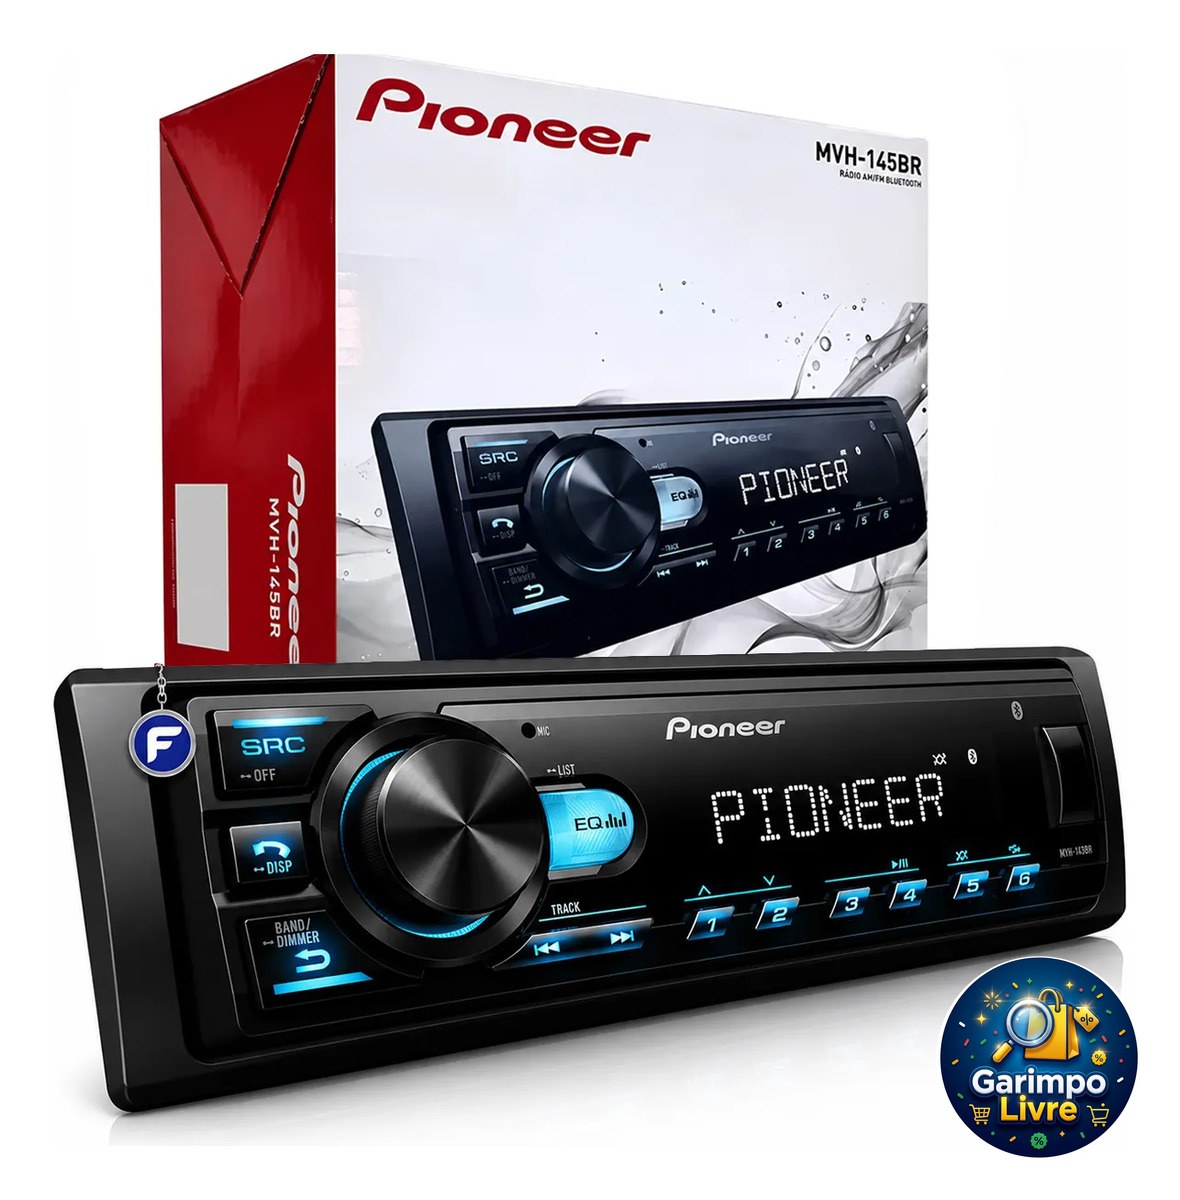 Pioneer
MVH-145BR
RÁDIO AM/FM BLUETOOTH
Pioneer
MVH-145BR
Pioneer
SRC
OFF
DISP
BAND/
DIMMER
LIST
EQ
PIONEER
TRACK
1 2 3 4 5 6
F
SRC
OFF
DISP
BAND/
DIMMER
MIC
LIST
EQ
TRACK
Pioneer
PIONEER
MVH-143BR
1 2 3 4 5 6
Garimpo
Livre
%
%
%